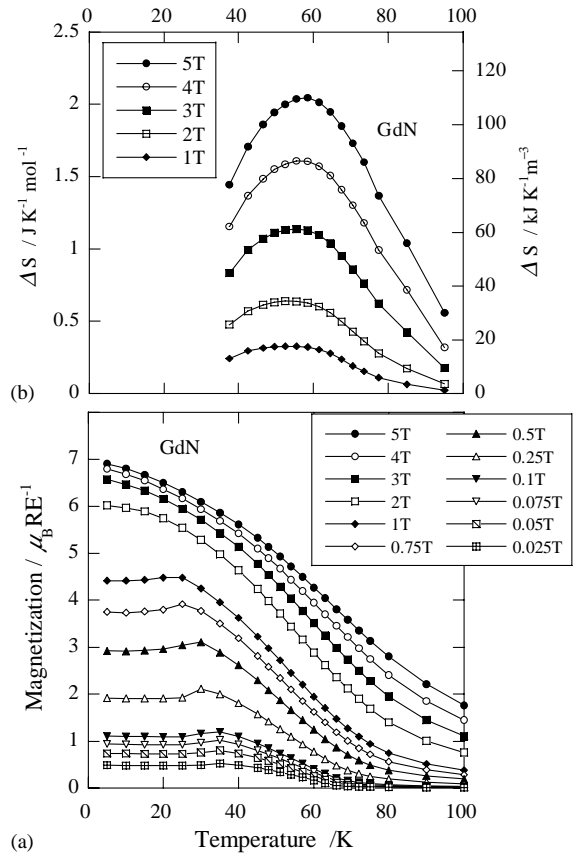 0 20 40 60 80 100
2.5
2
1.5
1
0.5
0
ΔS / J K⁻¹ mol⁻¹
5T
4T
3T
2T
1T
GdN
100
80
60
40
20
0
ΔS / kJ K⁻¹ m⁻³
(b)
GdN
7
6
5
4
3
2
1
0
Magnetization / μB RE⁻¹
5T 0.5T
4T 0.25T
3T 0.1T
2T 0.075T
1T 0.05T
0.75T 0.025T
0 20 40 60 80 100
(a) Temperature /K